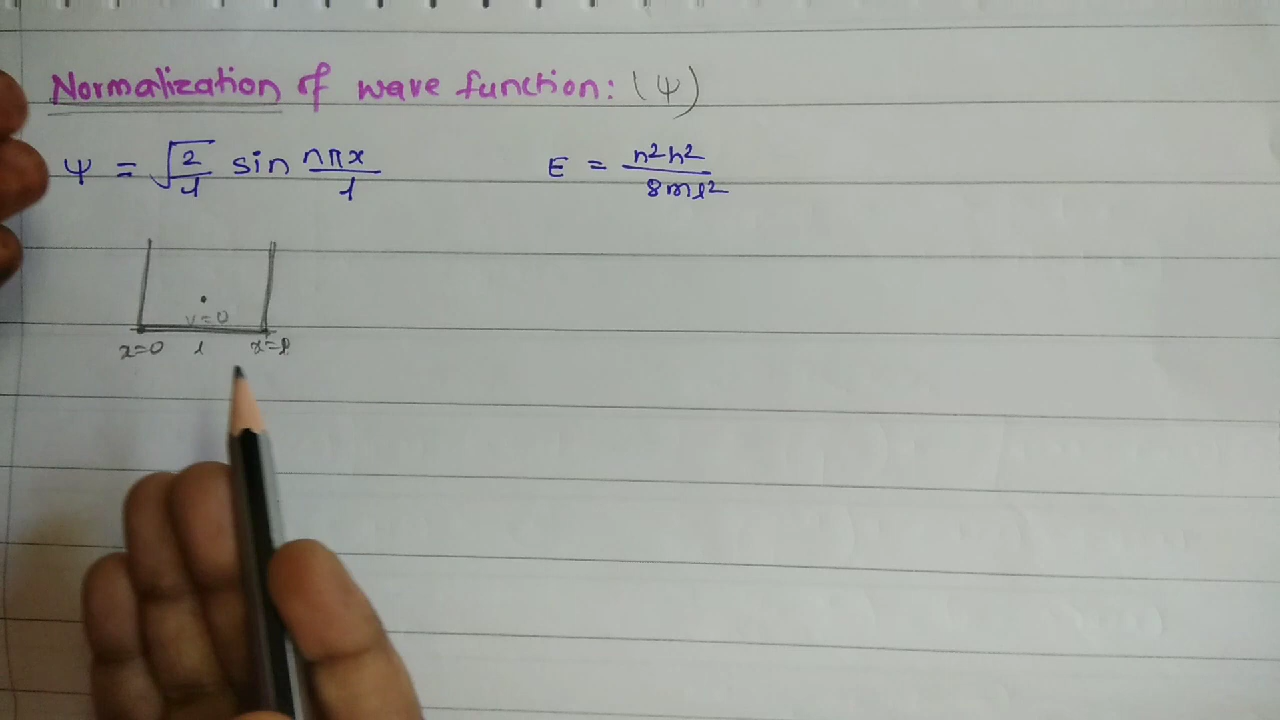 Normalization of wave function: (ψ)
ψ = √2/l sin nπx/l    E = n²h²/8ml²
v=0
x=0 l x=l